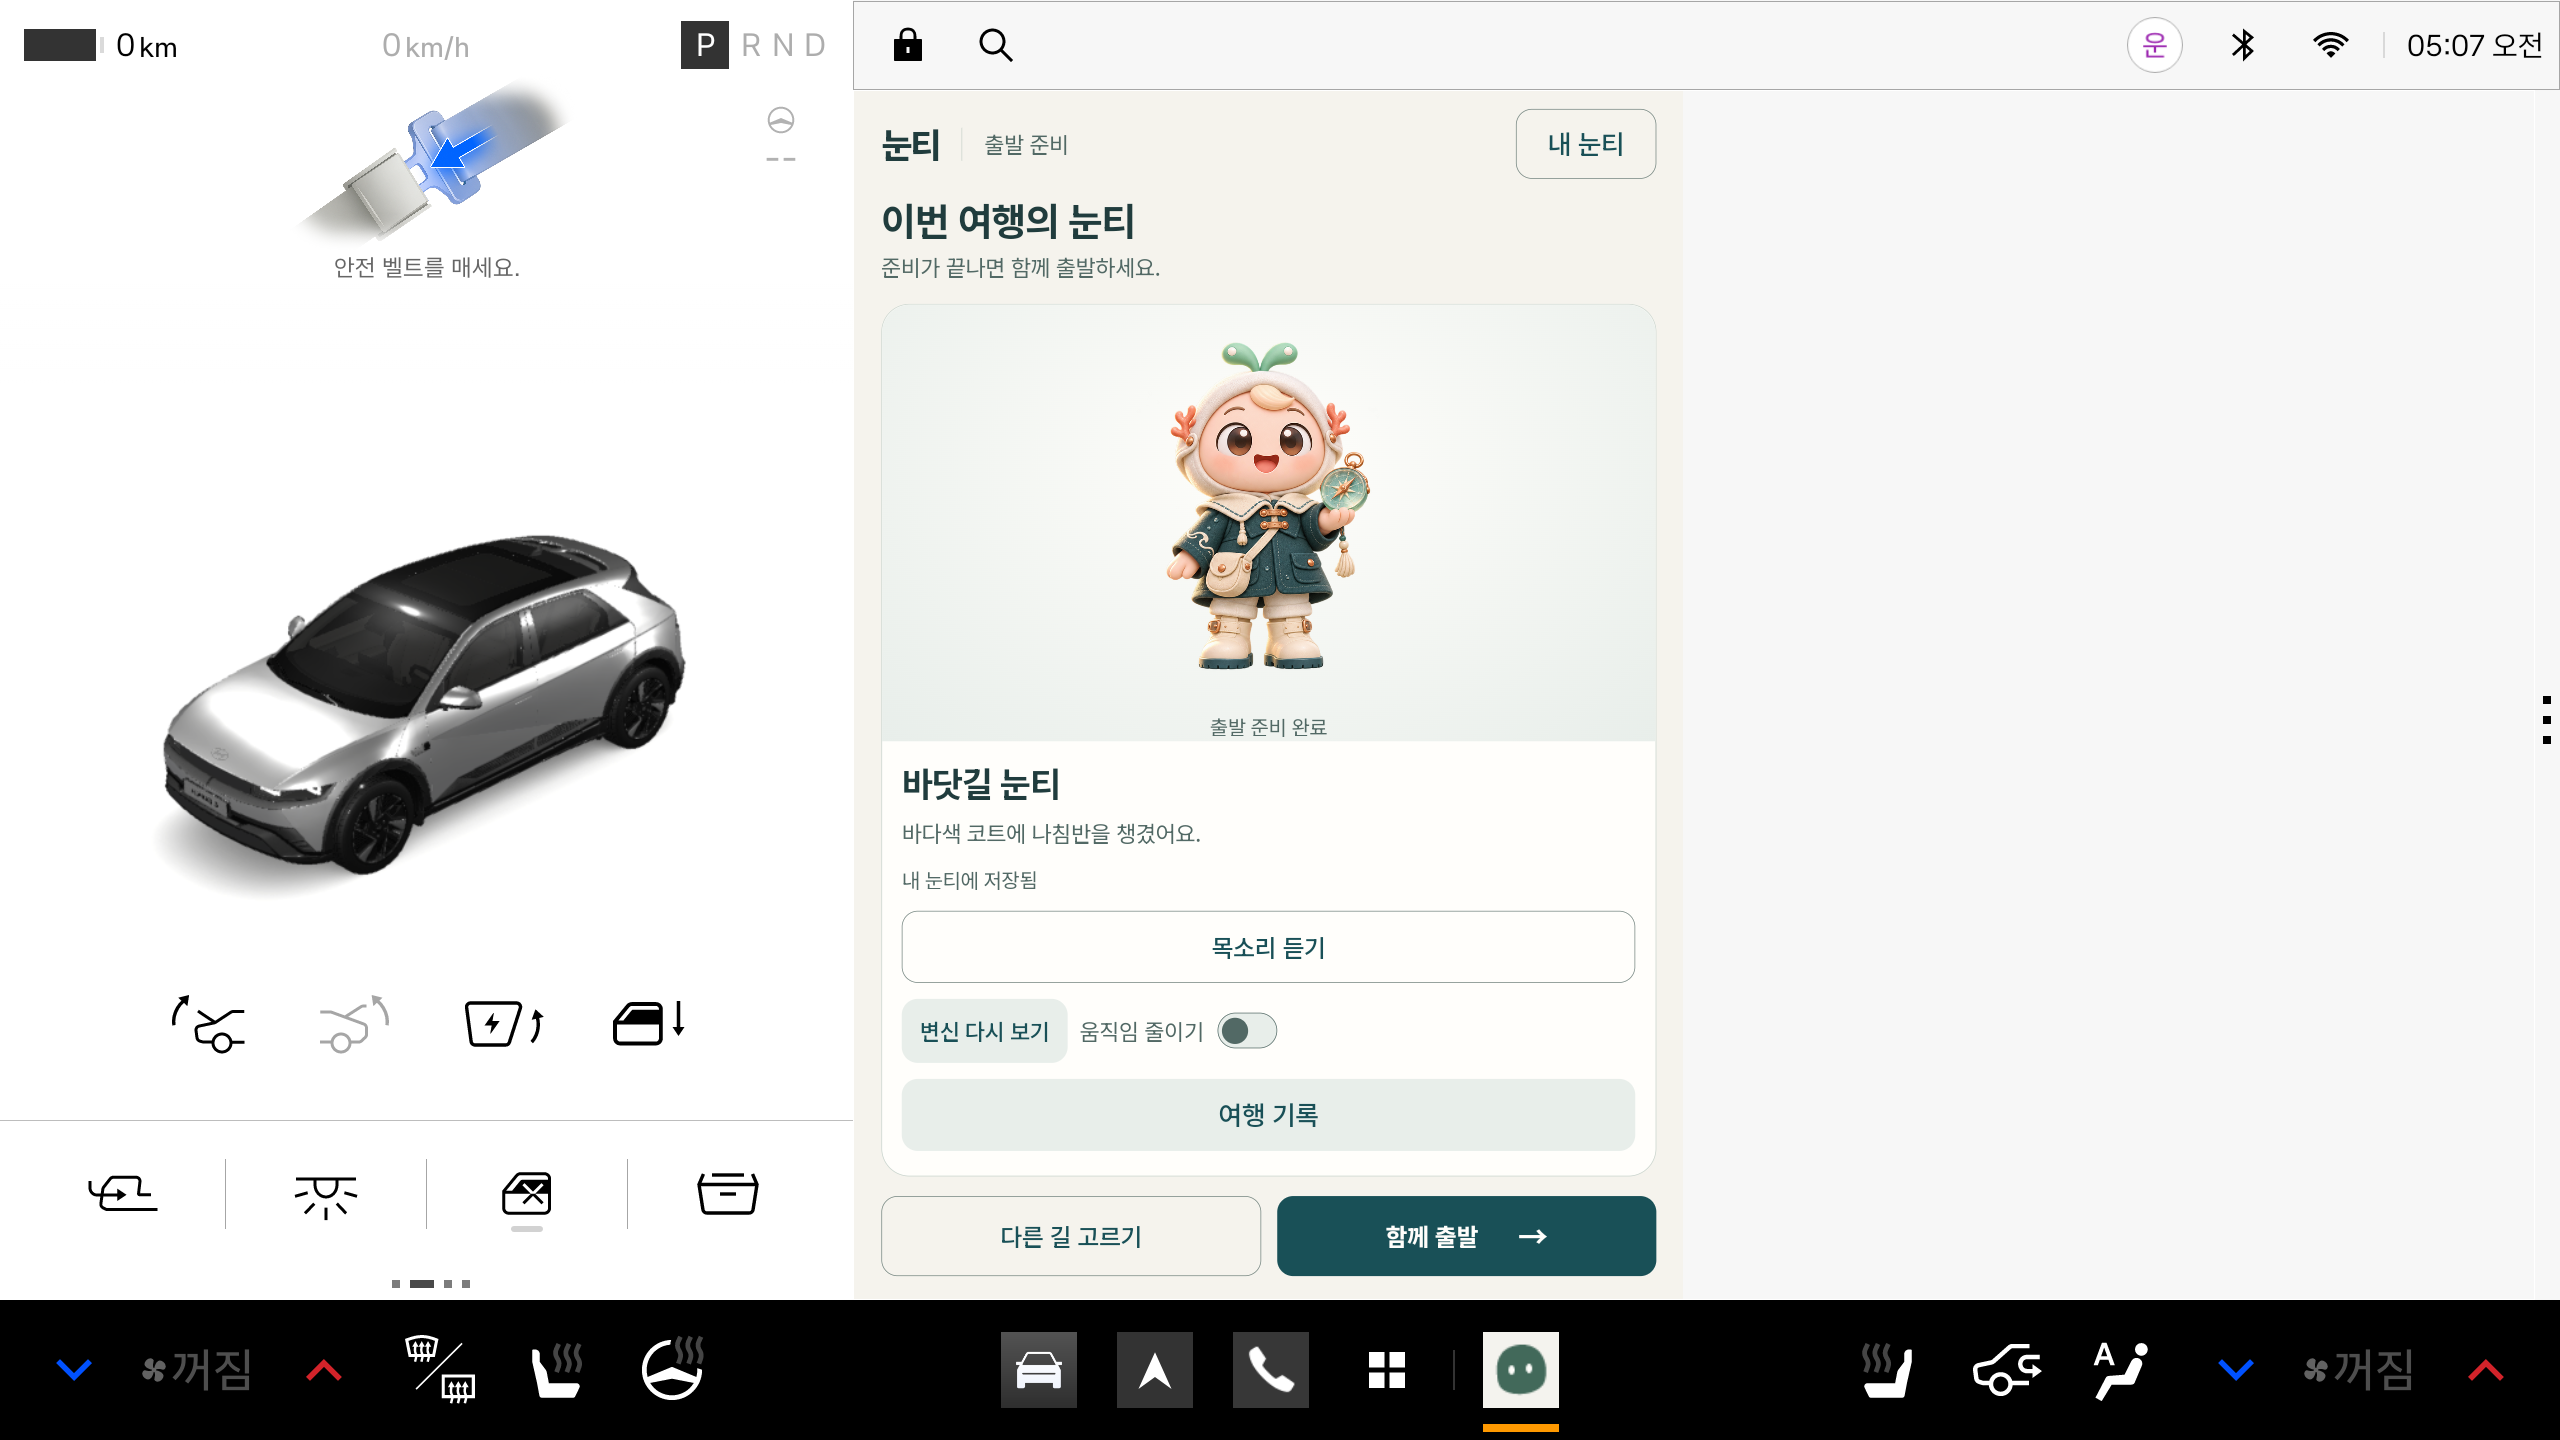 0 km
0 km/h
P R N D
운
05:07 오전
안전 벨트를 매세요.
눈티
출발 준비
내 눈티
이번 여행의 눈티
준비가 끝나면 함께 출발하세요.
출발 준비 완료
바닷길 눈티
바다색 코트에 나침반을 챙겼어요.
내 눈티에 저장됨
목소리 듣기
변신 다시 보기
움직임 줄이기
여행 기록
다른 길 고르기
함께 출발 →
꺼짐
A
꺼짐